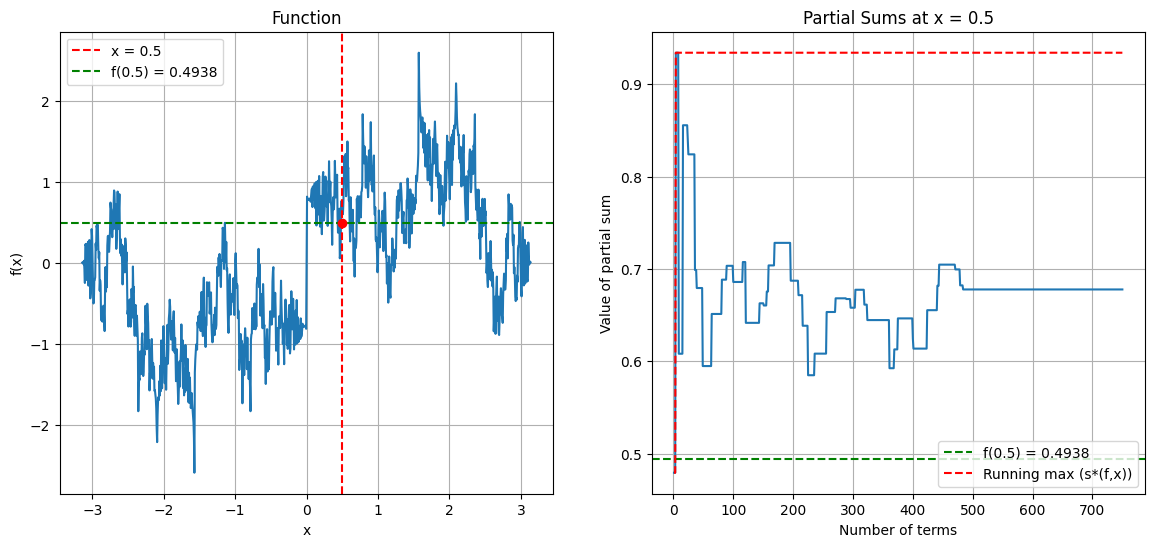 Function
x = 0.5
f(0.5) = 0.4938
f(x)
2
1
0
−1
−2
−3
−2
−1
0
1
2
3
x
Partial Sums at x = 0.5
Value of partial sum
0.9
0.8
0.7
0.6
0.5
f(0.5) = 0.4938
Running max (s*(f,x))
0
100
200
300
400
500
600
700
Number of terms